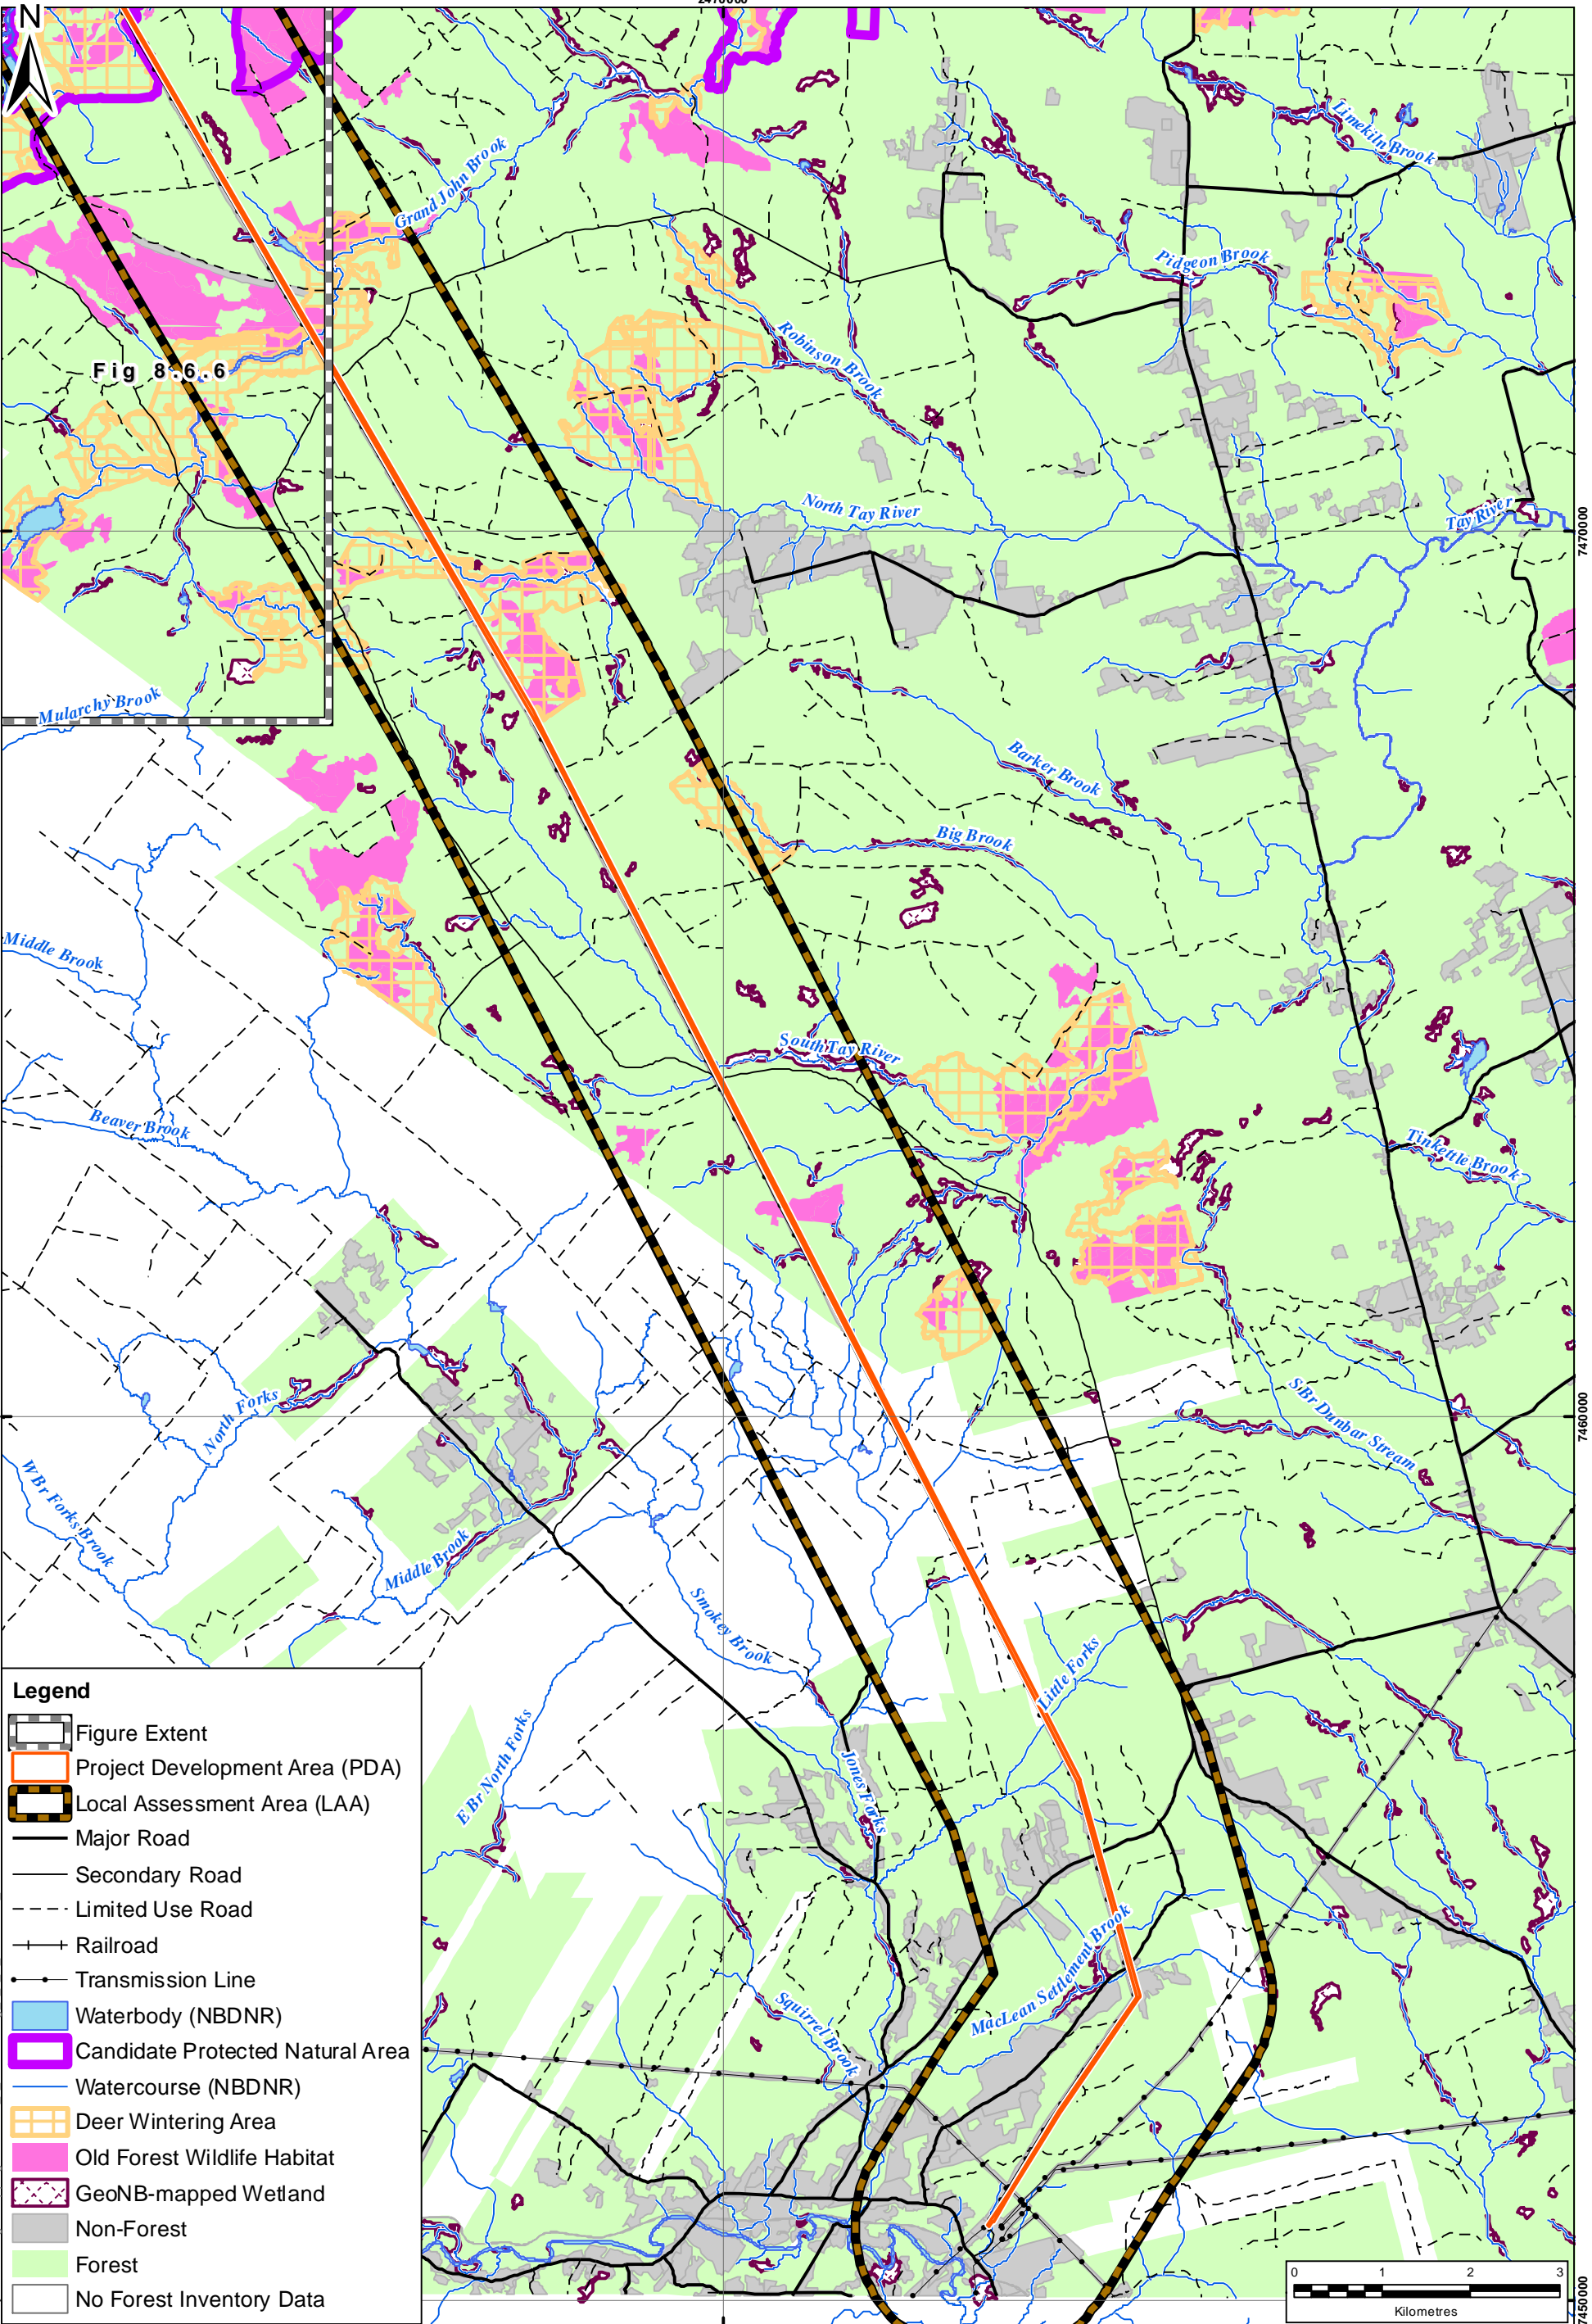 2470000
N
Limekiln Brook
Grand John Brook
Pidgeon Brook
Robinson Brook
Fig 8.6.6
North Tay River
Tay River
7470000
Mularchy Brook
Barker Brook
Big Brook
Middle Brook
South Tay River
Beaver Brook
Tinkettle Brook
North Forks
S Br Dunbar Stream
7460000
W Br Forks Brook
Middle Brook
Smokey Brook
Little Forks
E Br North Forks
Jones Forks
MacLean Settlement Brook
Squirrel Brook
Legend
Figure Extent
Project Development Area (PDA)
Local Assessment Area (LAA)
Major Road
Secondary Road
Limited Use Road
Railroad
Transmission Line
Waterbody (NBDNR)
Candidate Protected Natural Area
Watercourse (NBDNR)
Deer Wintering Area
Old Forest Wildlife Habitat
GeoNB-mapped Wetland
Non-Forest
Forest
No Forest Inventory Data
0 1 2 3
Kilometres
7450000